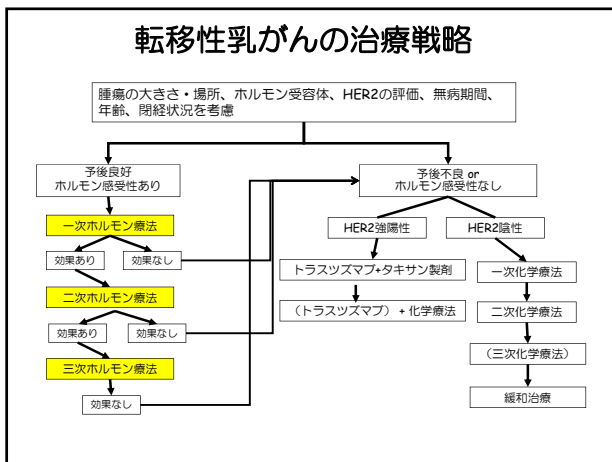 転移性乳がんの治療戦略
腫瘍の大きさ・場所、ホルモン受容体、HER2の評価、無病期間、
年齢、閉経状況を考慮
予後良好
ホルモン感受性あり
一次ホルモン療法
効果あり
効果なし
二次ホルモン療法
効果あり
効果なし
三次ホルモン療法
効果なし
予後不良 or
ホルモン感受性なし
HER2強陽性
HER2陰性
トラスツズマブ+タキサン製剤
(トラスツズマブ) + 化学療法
一次化学療法
二次化学療法
(三次化学療法)
緩和治療